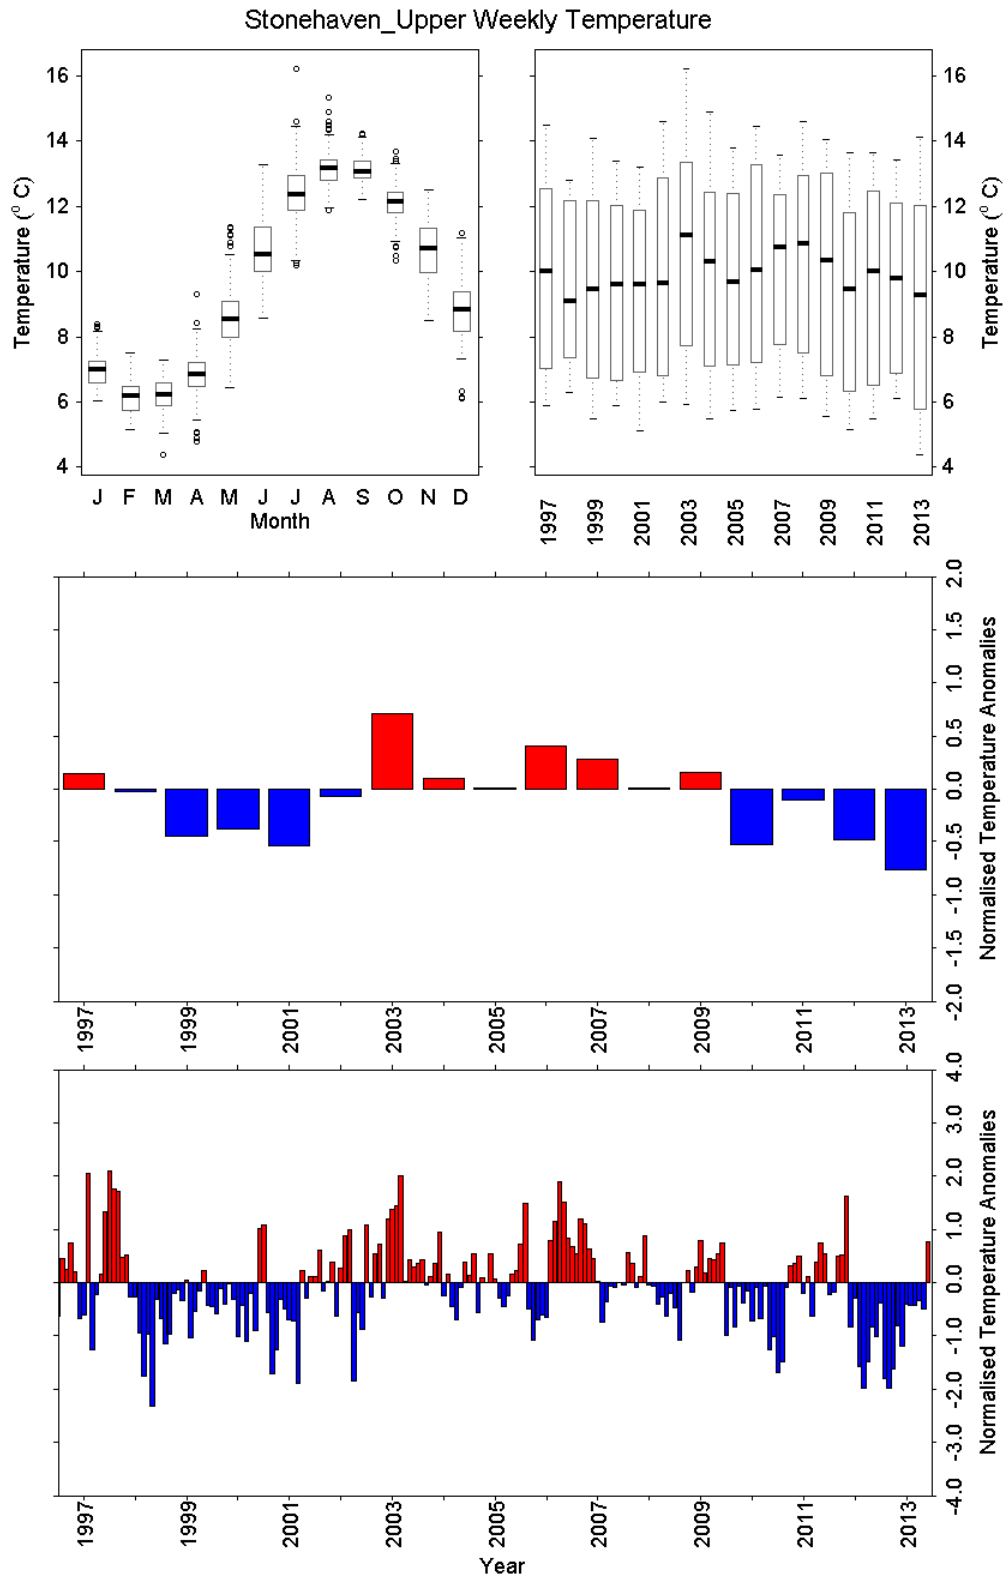 Stonehaven_Upper Weekly Temperature
Temperature (⁰ C)
16
14
12
10
8
6
4
J F M A M J J A S O N D
Month
16
14
12
10
8
6
4
Temperature (⁰ C)
1997 1999 2001 2003 2005 2007 2009 2011 2013
2.0
1.5
1.0
0.5
0.0
-0.5
-1.0
-1.5
-2.0
Normalised Temperature Anomalies
1997 1999 2001 2003 2005 2007 2009 2011 2013
4.0
3.0
2.0
1.0
0.0
-1.0
-2.0
-3.0
-4.0
Normalised Temperature Anomalies
1997 1999 2001 2003 2005 2007 2009 2011 2013
Year